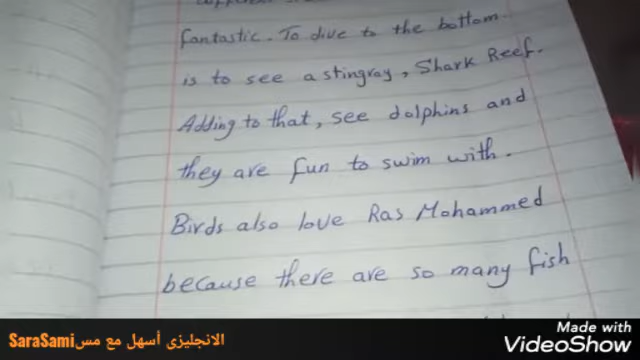 fantastic. To dive to the bottom.
is to see a stingray, Shark Reef.
Adding to that, see dolphins and
they are fun to swim with.
Birds also love Ras Mohammed
because there are so many fish
الانجليزى أسهل مع مسSaraSami
Made with
VideoShow